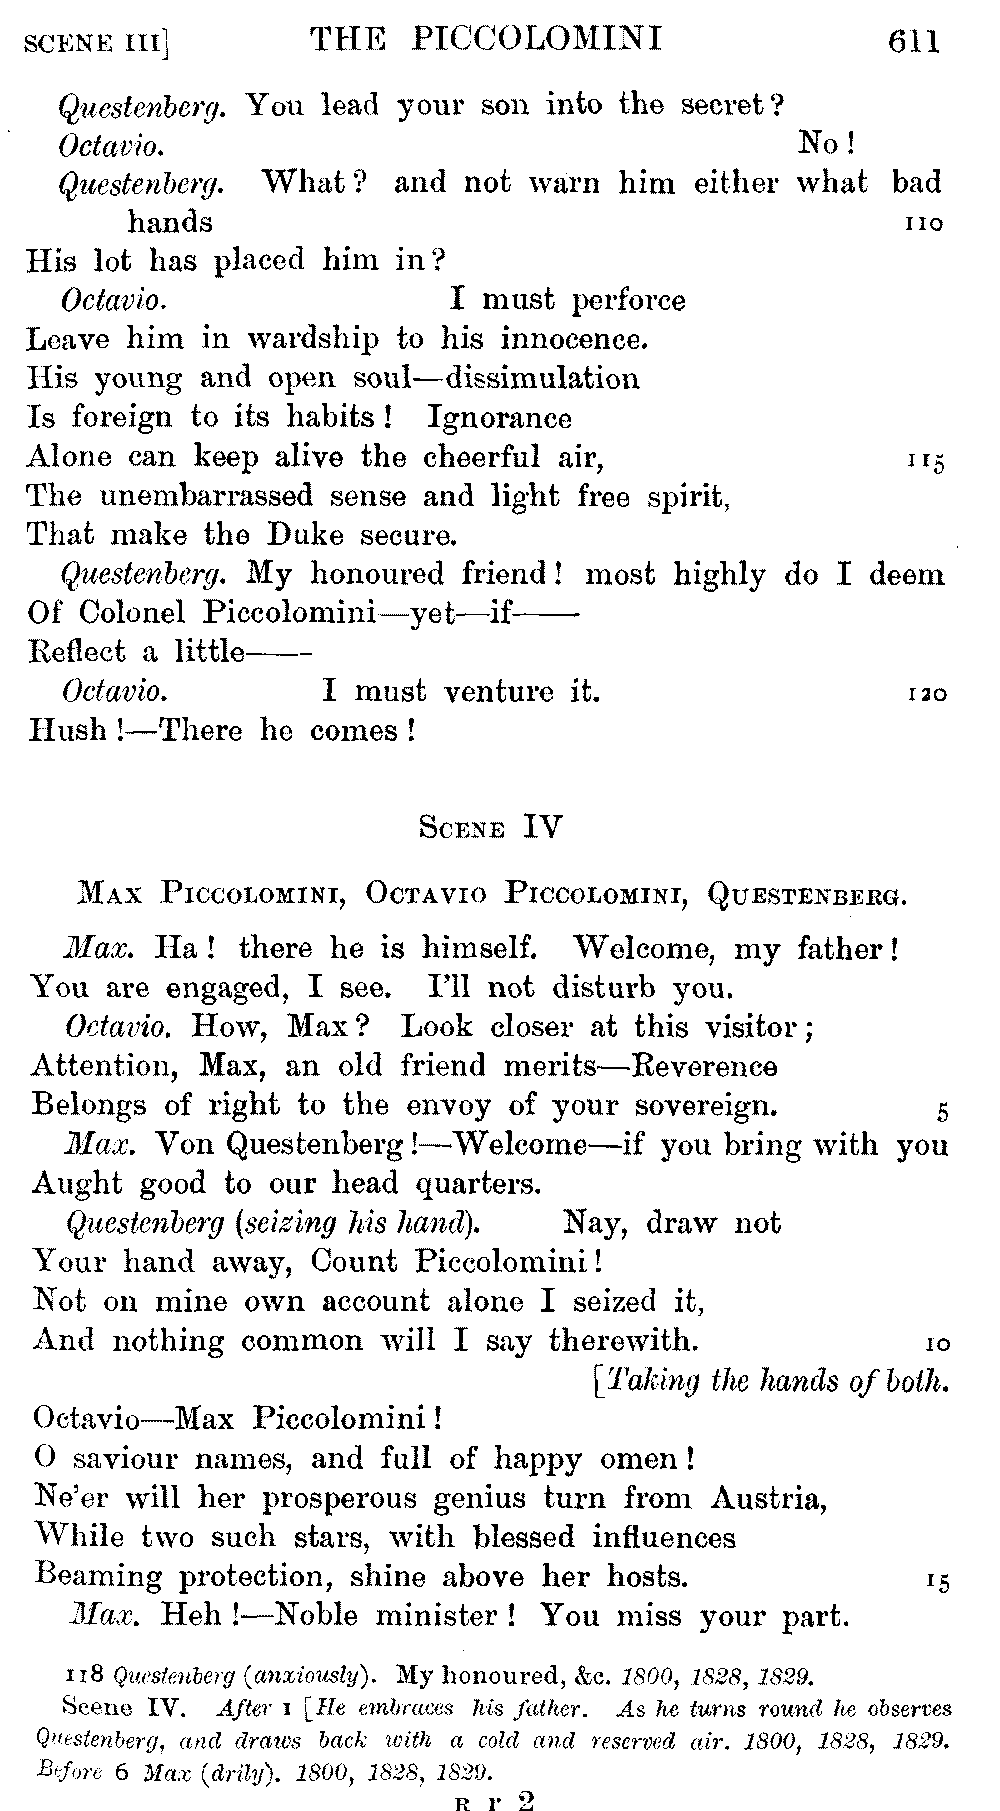 SCENE III] THE PICCOLOMINI 611
Questenberg. You lead your son into the secret?
Octavio. No!
Questenberg. What? and not warn him either what bad
hands 110
His lot has placed him in?
Octavio. I must perforce
Leave him in wardship to his innocence.
His young and open soul—dissimulation
Is foreign to its habits! Ignorance
Alone can keep alive the cheerful air, 115
The unembarrassed sense and light free spirit,
That make the Duke secure.
Questenberg. My honoured friend! most highly do I deem
Of Colonel Piccolomini—yet—if——
Reflect a little——
Octavio. I must venture it. 120
Hush!—There he comes!
SCENE IV
MAX PICCOLOMINI, OCTAVIO PICCOLOMINI, QUESTENBERG.
Max. Ha! there he is himself. Welcome, my father!
You are engaged, I see. I'll not disturb you.
Octavio. How, Max? Look closer at this visitor;
Attention, Max, an old friend merits—Reverence
Belongs of right to the envoy of your sovereign. 5
Max. Von Questenberg!—Welcome—if you bring with you
Aught good to our head quarters.
Questenberg (seizing his hand). Nay, draw not
Your hand away, Count Piccolomini!
Not on mine own account alone I seized it,
And nothing common will I say therewith. 10
[Taking the hands of both.
Octavio—Max Piccolomini!
O saviour names, and full of happy omen!
Ne'er will her prosperous genius turn from Austria,
While two such stars, with blessed influences
Beaming protection, shine above her hosts. 15
Max. Heh!—Noble minister! You miss your part.
118 Questenberg (anxiously). My honoured, &c. 1800, 1828, 1829.
Scene IV. After 1 [He embraces his father. As he turns round he observes
Questenberg, and draws back with a cold and reserved air. 1800, 1828, 1829.
Before 6 Max (drily). 1800, 1828, 1829.
R r 2